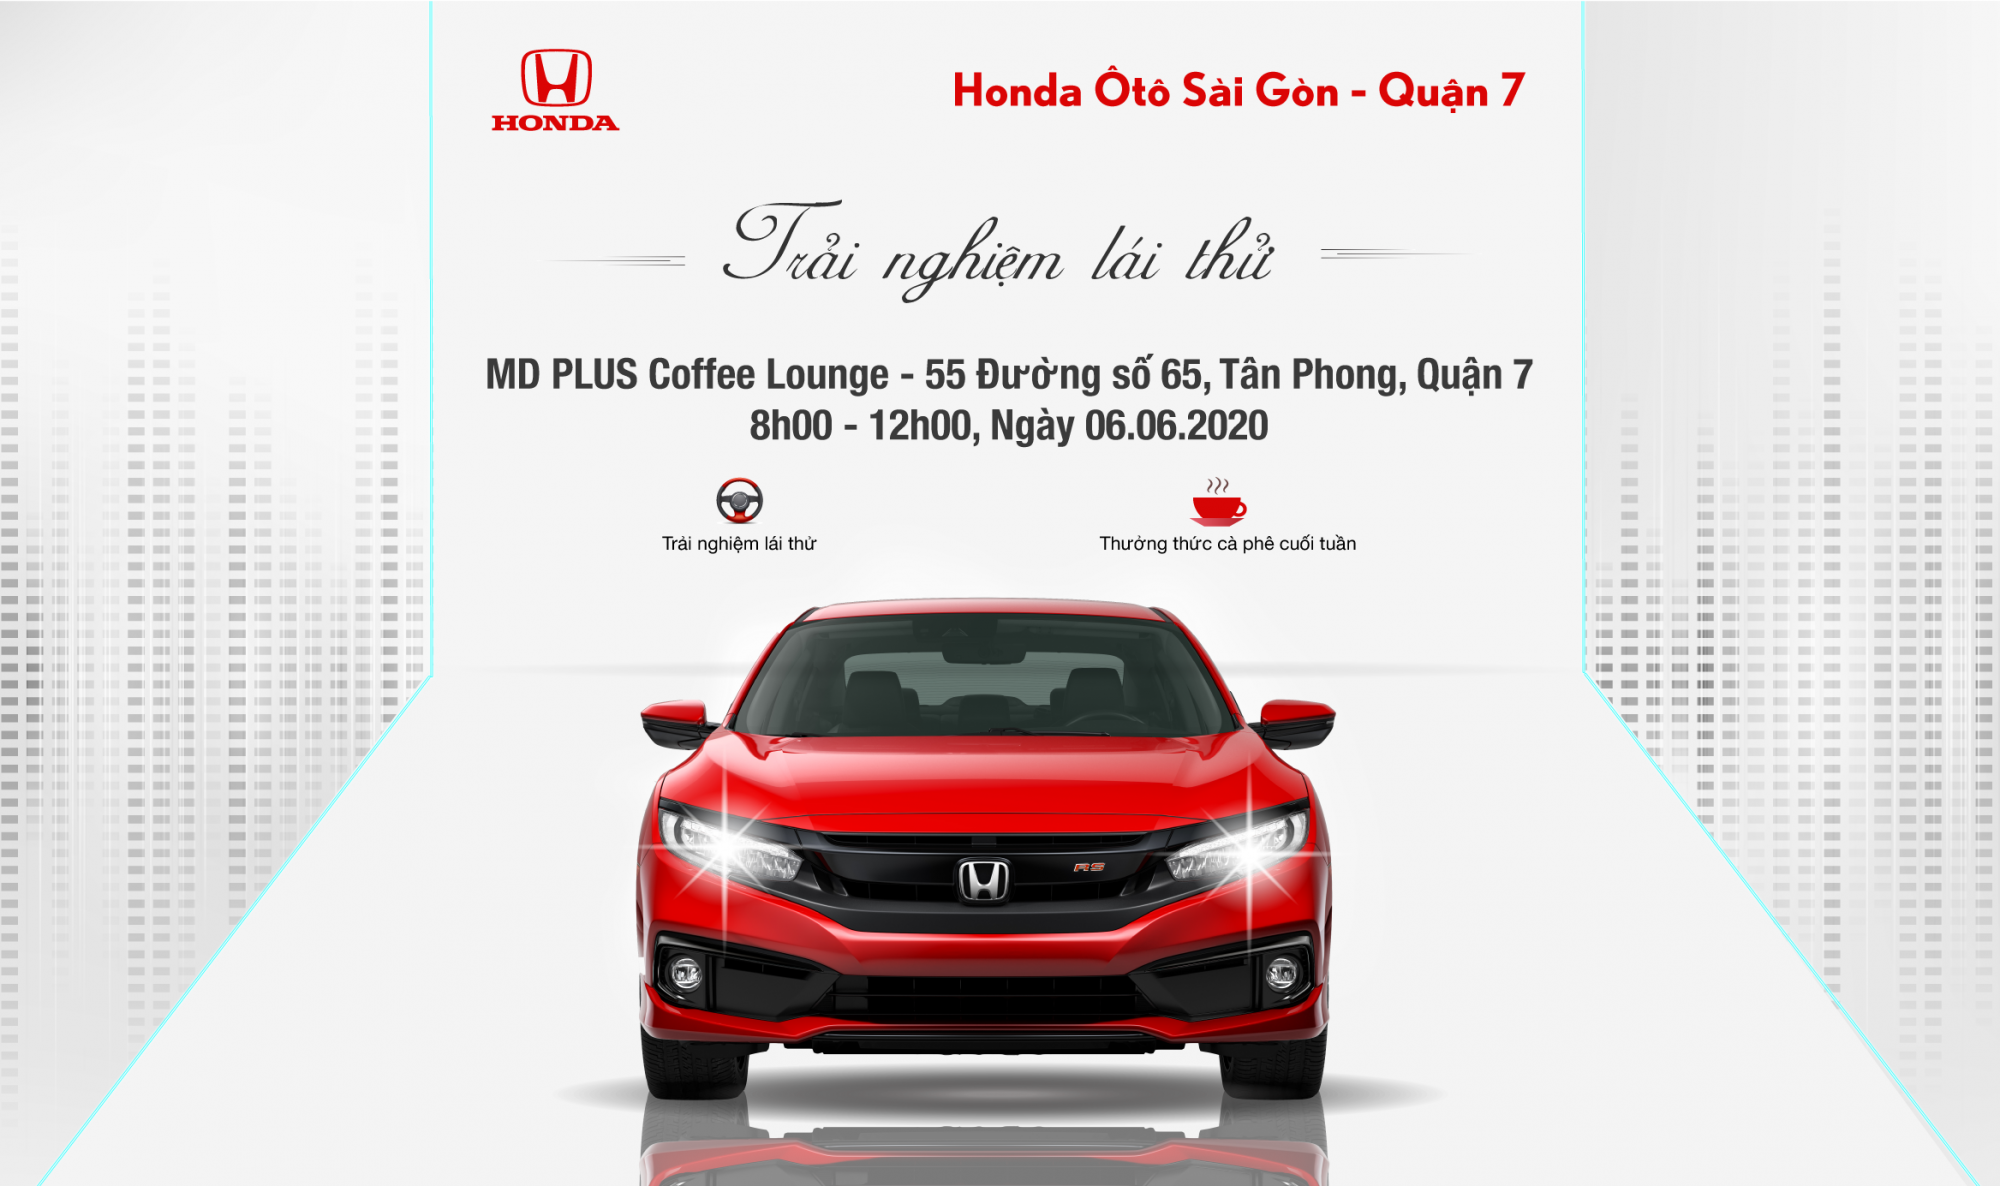 HONDA
Honda Ôtô Sài Gòn - Quận 7
Trải nghiệm lái thử
MD PLUS Coffee Lounge - 55 Đường số 65, Tân Phong, Quận 7
8h00 - 12h00, Ngày 06.06.2020
Trải nghiệm lái thử
Thưởng thức cà phê cuối tuần
RS